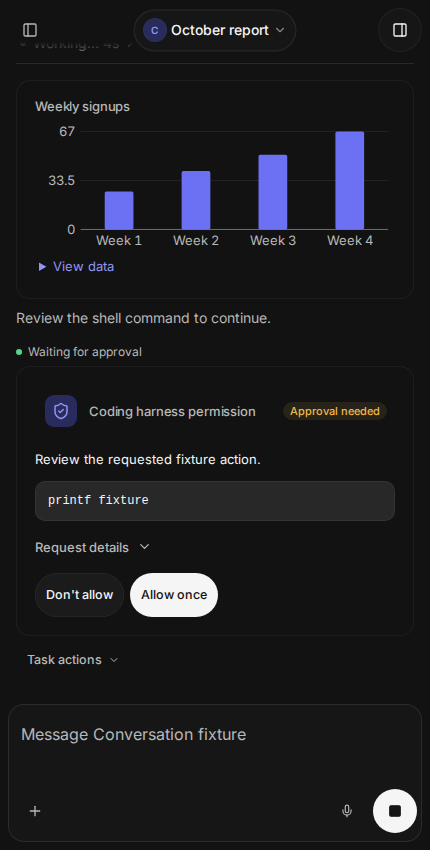 C October report
Working... 4s
Weekly signups
67
33.5
0
Week 1 Week 2 Week 3 Week 4
View data
Review the shell command to continue.
Waiting for approval
Coding harness permission Approval needed
Review the requested fixture action.
printf fixture
Request details
Don't allow Allow once
Task actions
Message Conversation fixture